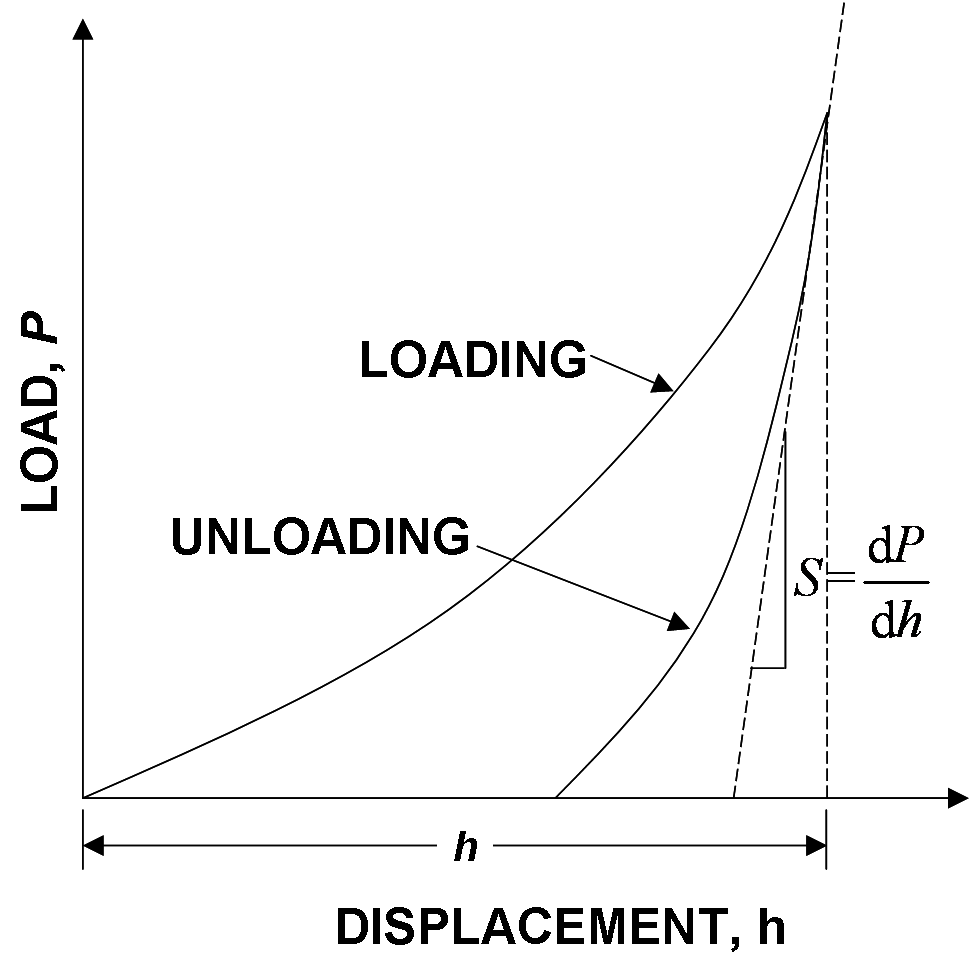 LOAD, P
LOADING
UNLOADING
S = dP/dh
h
DISPLACEMENT, h